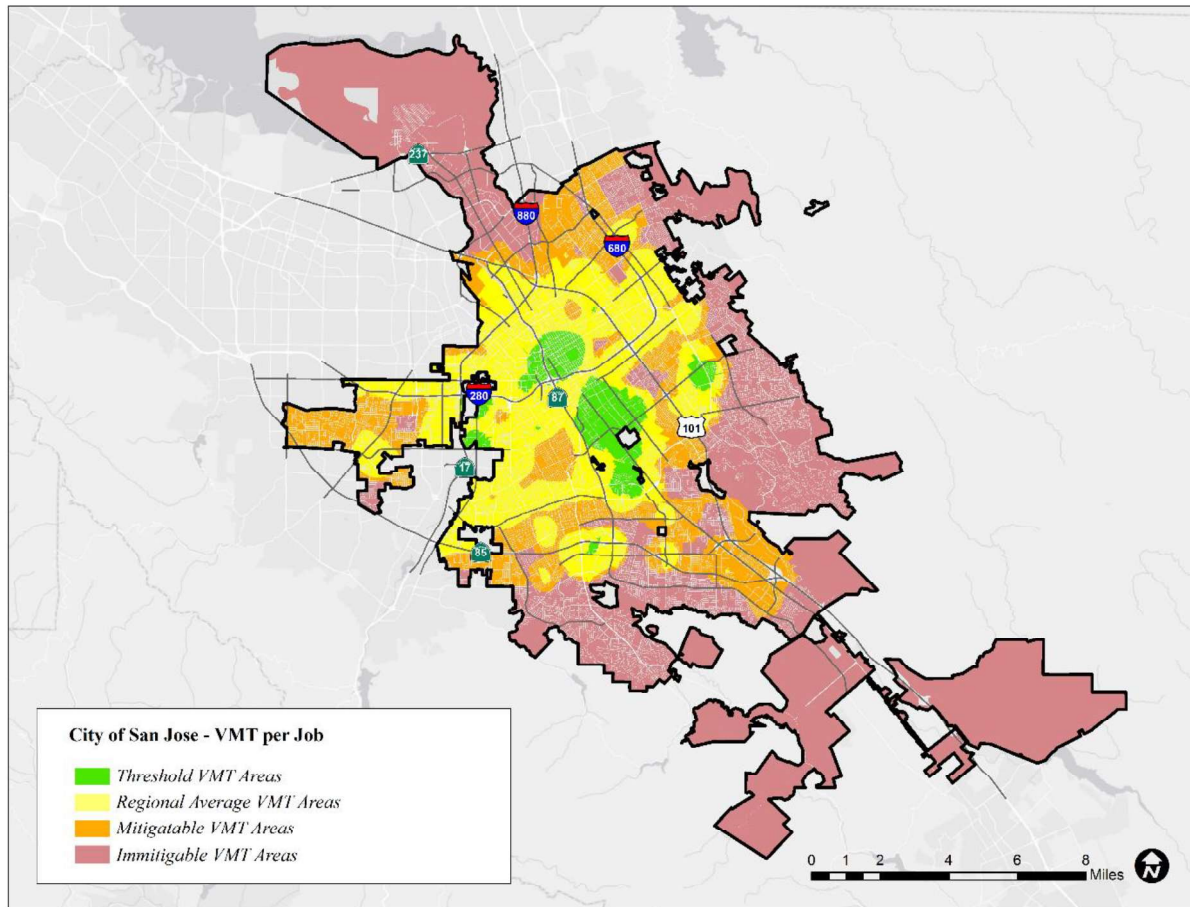 237
880
680
280
87
101
17
85
City of San Jose - VMT per Job
Threshold VMT Areas
Regional Average VMT Areas
Mitigatable VMT Areas
Immitigable VMT Areas
0 1 2 4 6 8
Miles
N